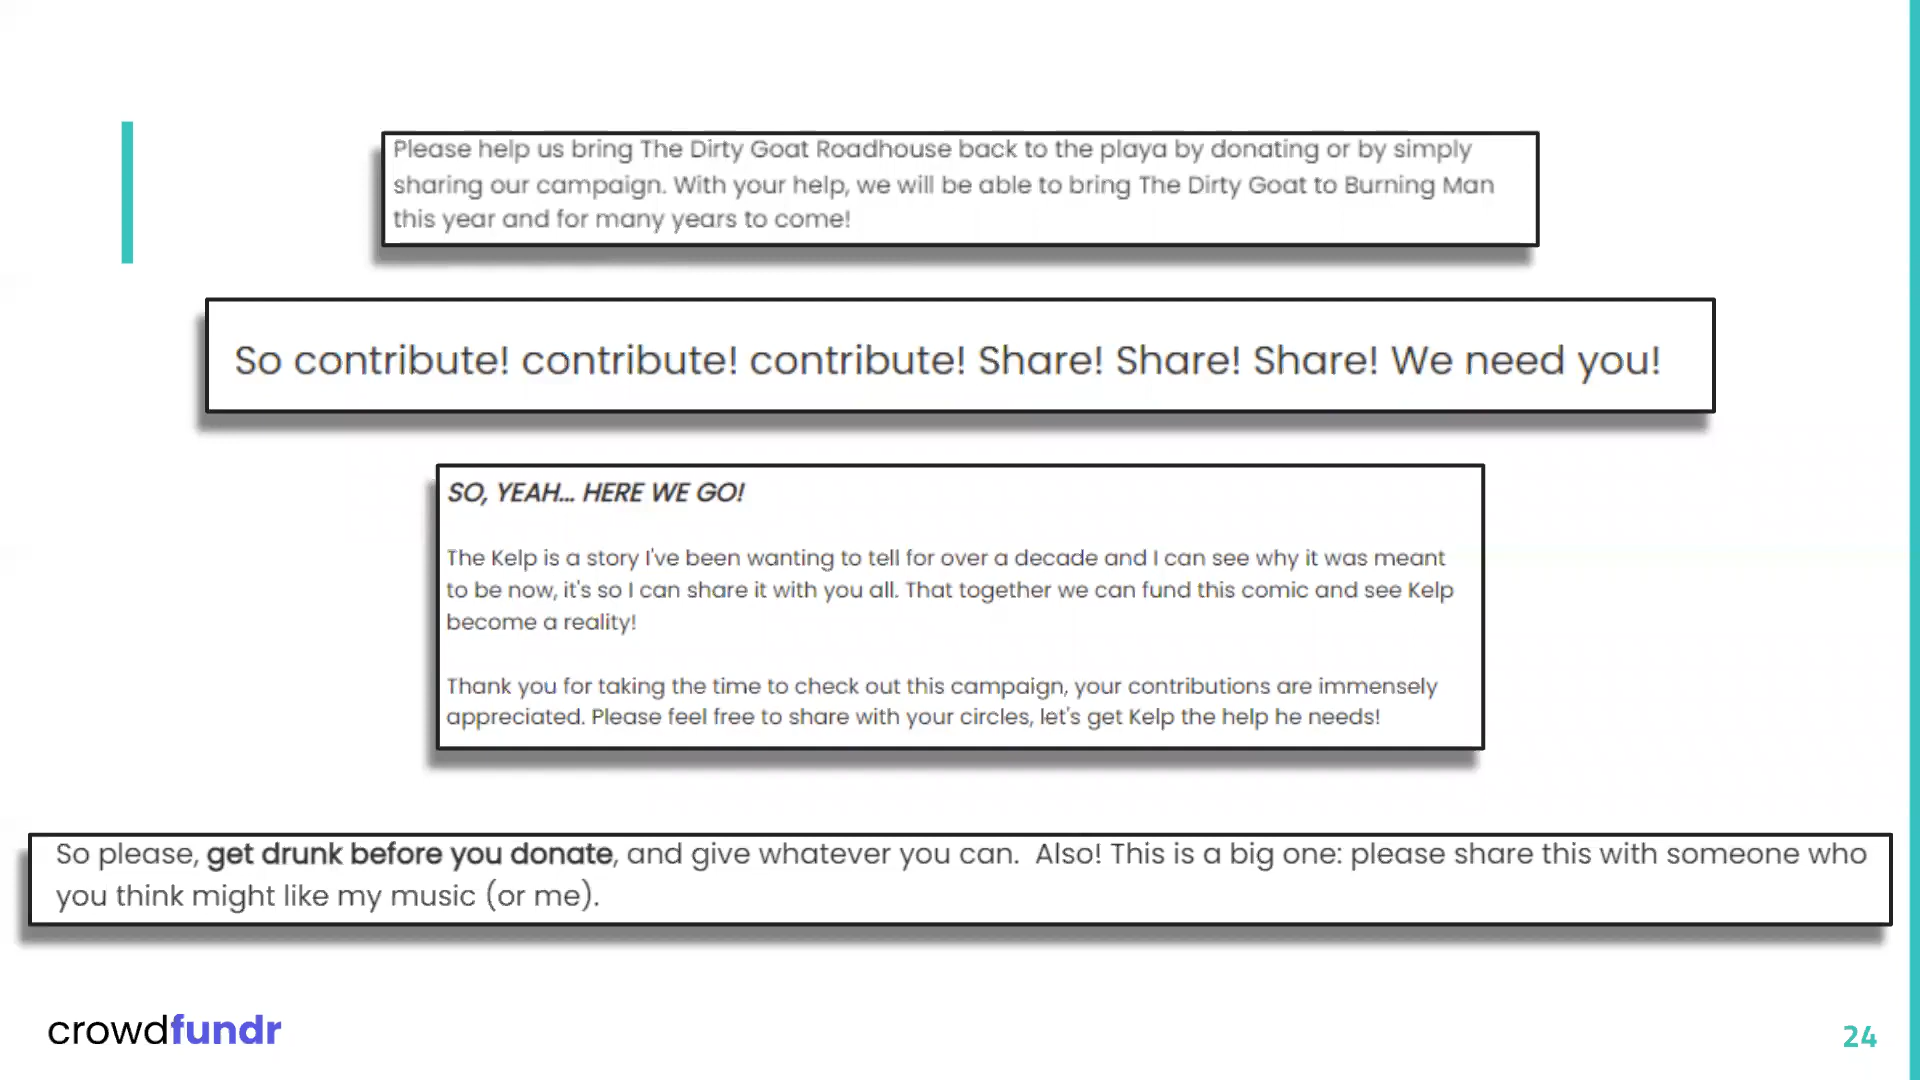 Please help us bring The Dirty Goat Roadhouse back to the playa by donating or by simply
sharing our campaign. With your help, we will be able to bring The Dirty Goat to Burning Man
this year and for many years to come!
So contribute! contribute! contribute! Share! Share! Share! We need you!
SO, YEAH... HERE WE GO!
The Kelp is a story I've been wanting to tell for over a decade and I can see why it was meant
to be now, it's so I can share it with you all. That together we can fund this comic and see Kelp
become a reality!
Thank you for taking the time to check out this campaign, your contributions are immensely
appreciated. Please feel free to share with your circles, let's get Kelp the help he needs!
So please, get drunk before you donate, and give whatever you can.  Also! This is a big one: please share this with someone who
you think might like my music (or me).
crowdfundr
24